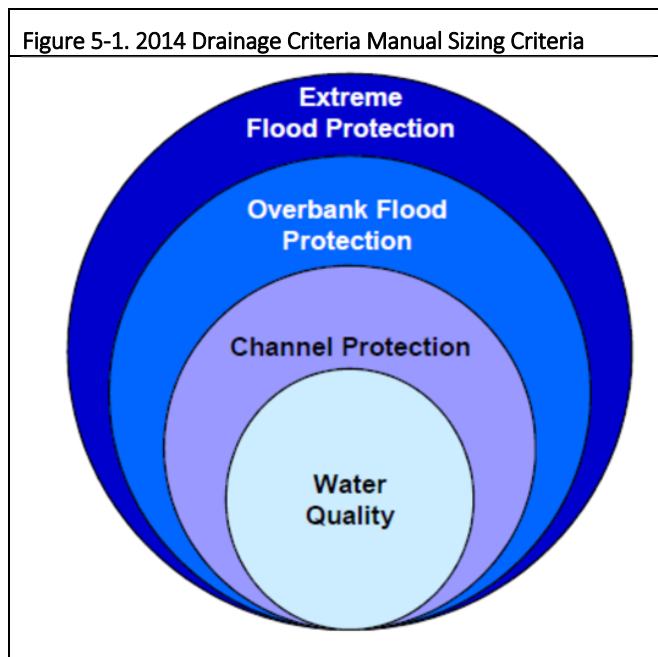 Figure 5-1. 2014 Drainage Criteria Manual Sizing Criteria
Extreme
Flood Protection
Overbank Flood
Protection
Channel Protection
Water
Quality